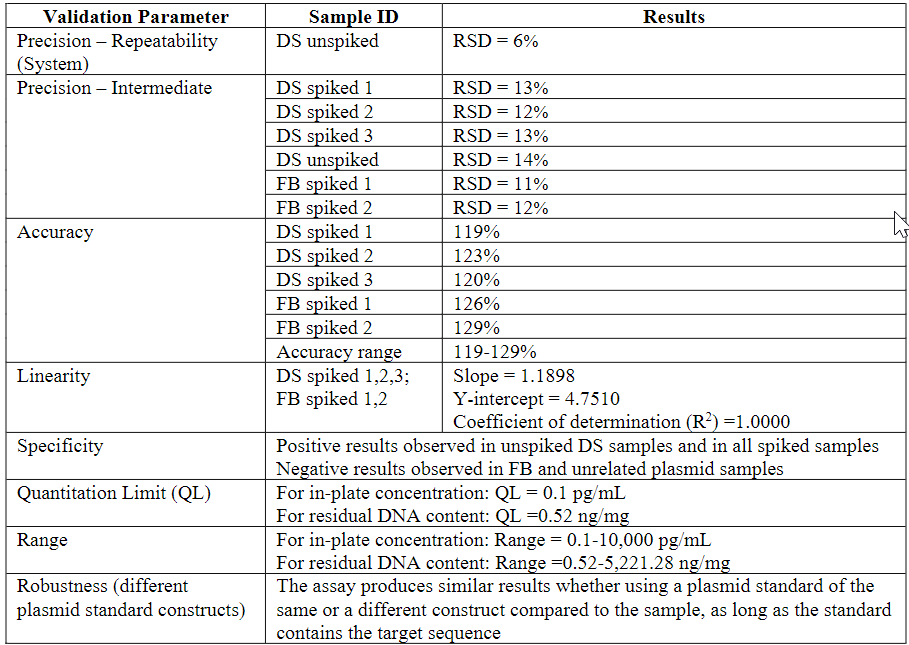 Validation Parameter Sample ID Results
Precision – Repeatability DS unspiked RSD = 6%
(System)
Precision – Intermediate DS spiked 1 RSD = 13%
DS spiked 2 RSD = 12%
DS spiked 3 RSD = 13%
DS unspiked RSD = 14%
FB spiked 1 RSD = 11%
FB spiked 2 RSD = 12%
Accuracy DS spiked 1 119%
DS spiked 2 123%
DS spiked 3 120%
FB spiked 1 126%
FB spiked 2 129%
Accuracy range 119-129%
Linearity DS spiked 1,2,3; Slope = 1.1898
FB spiked 1,2 Y-intercept = 4.7510
Coefficient of determination (R²) =1.0000
Specificity Positive results observed in unspiked DS samples and in all spiked samples
Negative results observed in FB and unrelated plasmid samples
Quantitation Limit (QL) For in-plate concentration: QL = 0.1 pg/mL
For residual DNA content: QL =0.52 ng/mg
Range For in-plate concentration: Range = 0.1-10,000 pg/mL
For residual DNA content: Range =0.52-5,221.28 ng/mg
Robustness (different The assay produces similar results whether using a plasmid standard of the
plasmid standard constructs) same or a different construct compared to the sample, as long as the standard
contains the target sequence